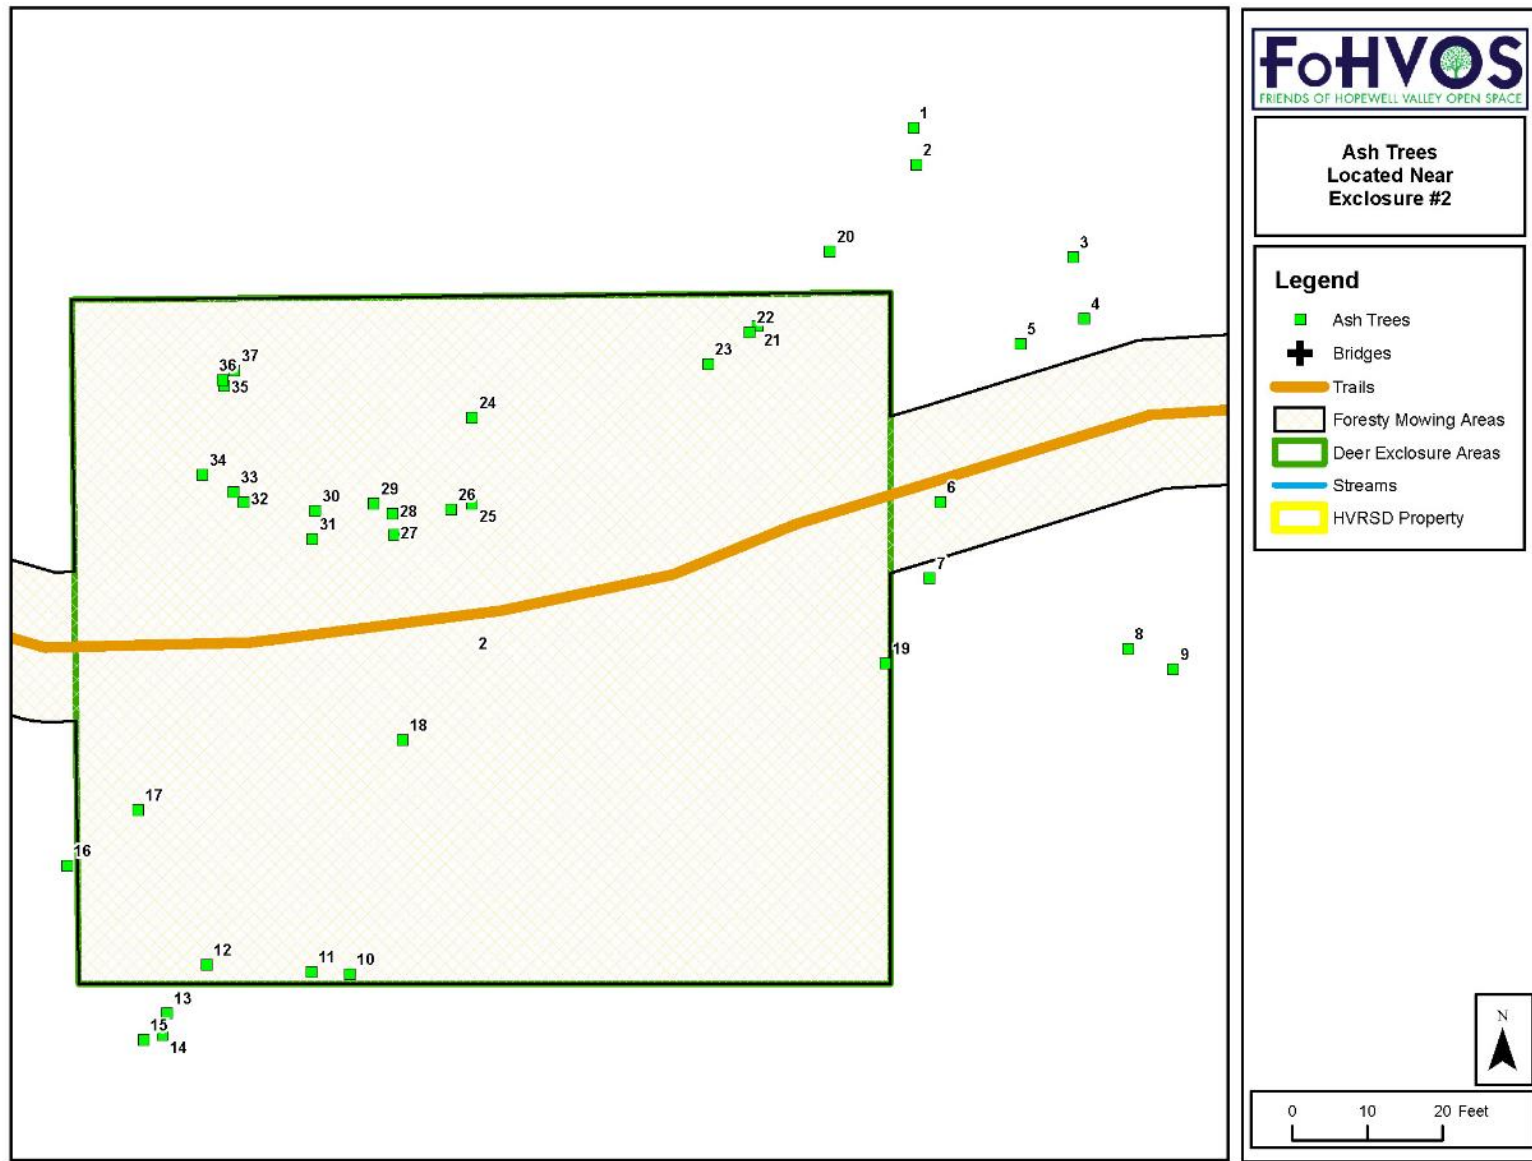 1
2
20
3
4
5
22
21
23
37
36
35
24
34
33
32
30
31
29
28
27
26
25
6
7
2
19
8
9
18
17
16
12
11
10
13
15
14
FoHVOS
FRIENDS OF HOPEWELL VALLEY OPEN SPACE
Ash Trees
Located Near
Exclosure #2
Legend
Ash Trees
Bridges
Trails
Foresty Mowing Areas
Deer Exclosure Areas
Streams
HVRSD Property
N
0 10 20 Feet